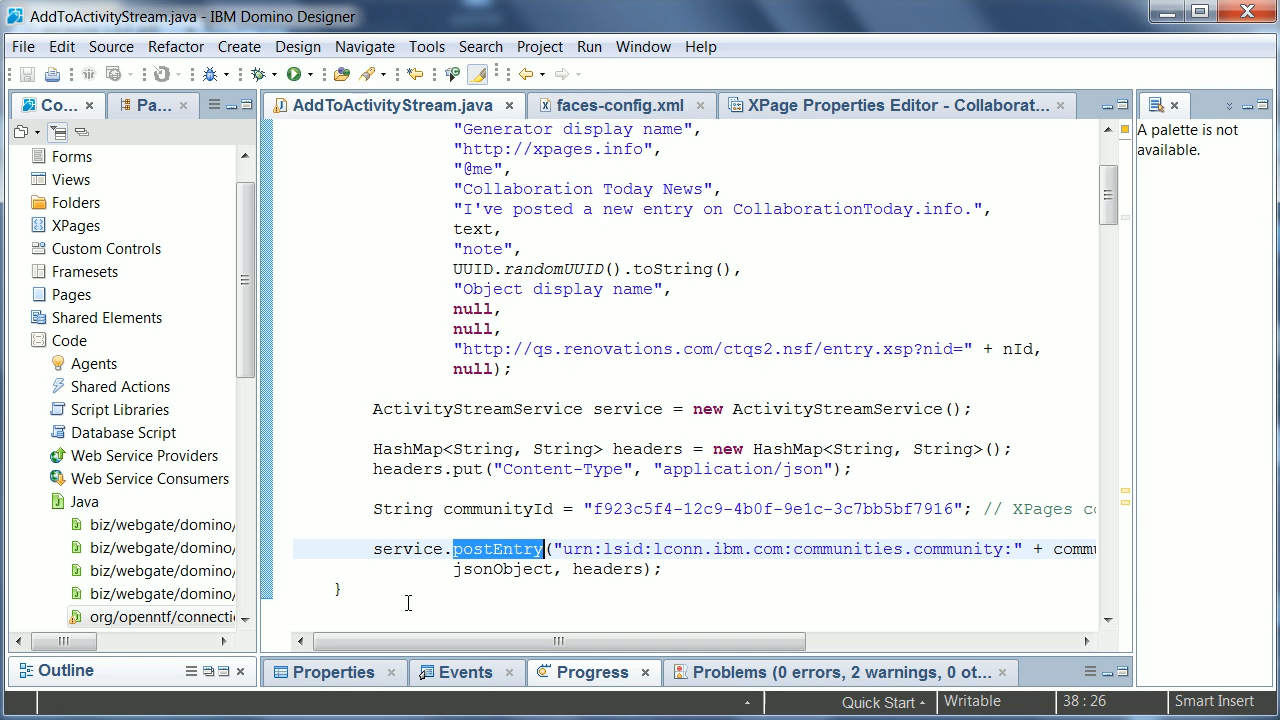 AddToActivityStream.java - IBM Domino Designer
File Edit Source Refactor Create Design Navigate Tools Search Project Run Window Help
Co... Pa...
AddToActivityStream.java faces-config.xml XPage Properties Editor - Collaborat...
Forms
Views
Folders
XPages
Custom Controls
Framesets
Pages
Shared Elements
Code
Agents
Shared Actions
Script Libraries
Database Script
Web Service Providers
Web Service Consumers
Java
biz/webgate/domino/
biz/webgate/domino/
biz/webgate/domino/
biz/webgate/domino/
org/openntf/connectio
Outline
"Generator display name",
"http://xpages.info",
"@me",
"Collaboration Today News",
"I've posted a new entry on CollaborationToday.info.",
text,
"note",
UUID.randomUUID().toString(),
"Object display name",
null,
null,
"http://qs.renovations.com/ctqs2.nsf/entry.xsp?nid=" + nId,
null);
ActivityStreamService service = new ActivityStreamService();
HashMap<String, String> headers = new HashMap<String, String>();
headers.put("Content-Type", "application/json");
String communityId = "f923c5f4-12c9-4b0f-9e1c-3c7bb5bf7916"; // XPages co
service.postEntry("urn:lsid:lconn.ibm.com:communities.community:" + comm
jsonObject, headers);
}
A palette is not
available.
Properties Events Progress Problems (0 errors, 2 warnings, 0 ot...
Quick Start Writable 38 : 26 Smart Insert